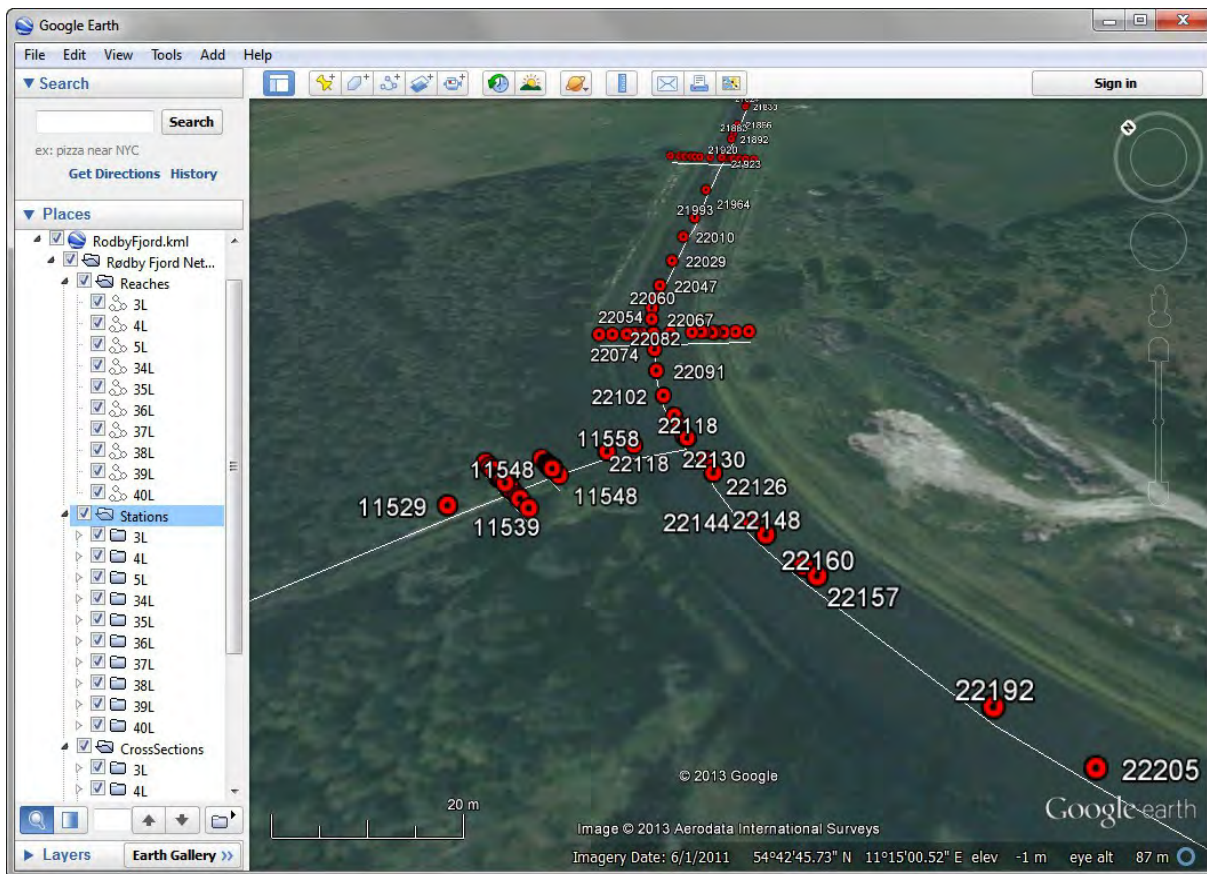 Google Earth
File Edit View Tools Add Help
Search
Sign in
Search
ex: pizza near NYC
Get Directions History
Places
RodbyFjord.kml
Rødby Fjord Net...
Reaches
3L
4L
5L
34L
35L
36L
37L
38L
39L
40L
Stations
3L
4L
5L
34L
35L
36L
37L
38L
39L
40L
CrossSections
3L
4L
Layers
Earth Gallery >>
21833
21866
21892
21920
21923
21964
21993
22010
22029
22047
22060
22054
22067
22082
22074
22091
22102
22118
11558
22118
22130
11548
11548
22126
11529
11539
22144
22148
22160
22157
22192
22205
20 m
© 2013 Google
Google earth
Image © 2013 Aerodata International Surveys
Imagery Date: 6/1/2011 54°42'45.73" N 11°15'00.52" E elev -1 m eye alt 87 m